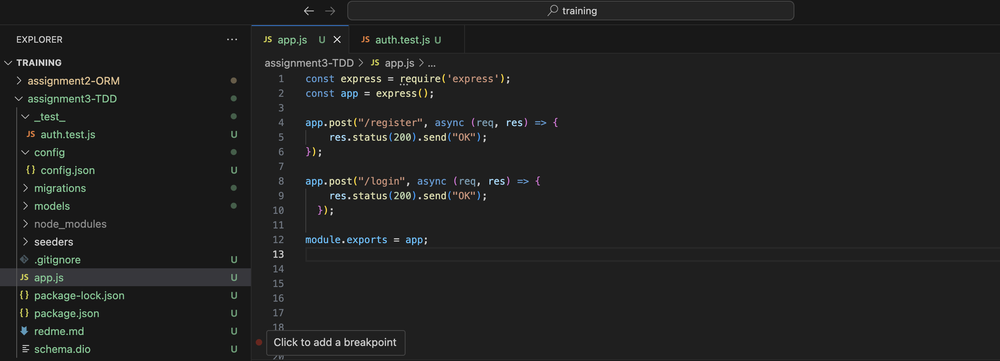 training
EXPLORER
TRAINING
assignment2-ORM
assignment3-TDD
_test_
JS auth.test.js U
config
{} config.json U
migrations
models
node_modules
seeders
.gitignore U
JS app.js U
{} package-lock.json U
{} package.json U
redme.md U
schema.dio U
JS app.js U
JS auth.test.js U
assignment3-TDD > JS app.js > ...
1 const express = require('express');
2 const app = express();
3
4 app.post("/register", async (req, res) => {
5     res.status(200).send("OK");
6 });
7
8 app.post("/login", async (req, res) => {
9     res.status(200).send("OK");
10   });
11
12 module.exports = app;
13
14
15
16
17
18
Click to add a breakpoint
20